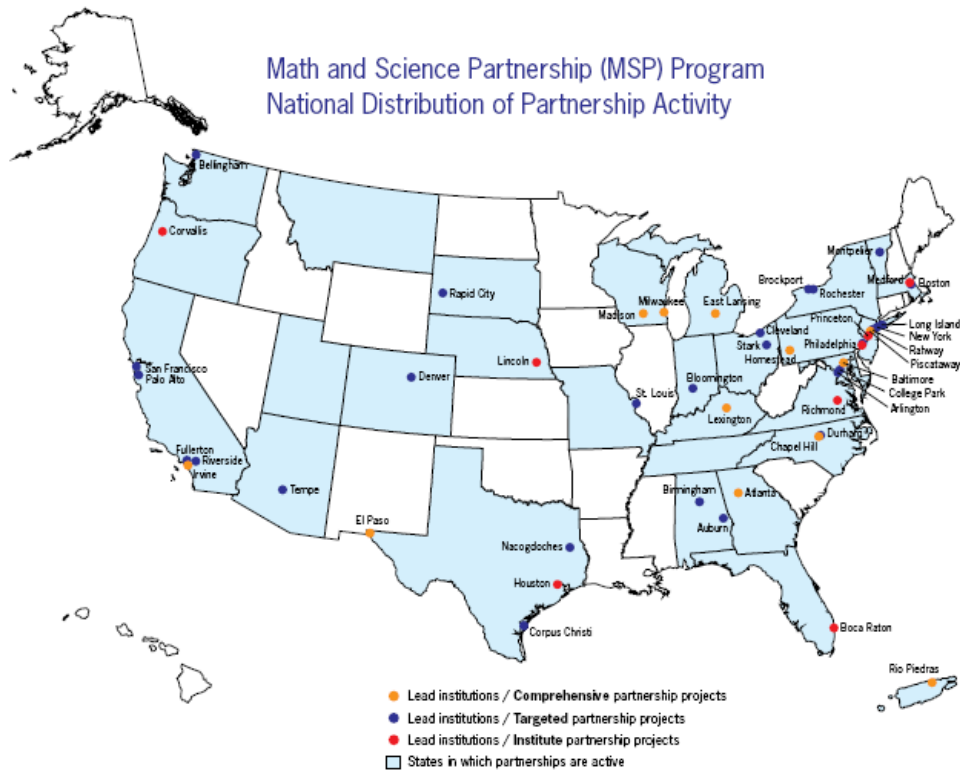 Math and Science Partnership (MSP) Program
National Distribution of Partnership Activity
Bellingham
Corvallis
Montpelier
Medford
Boston
Brockport
Rochester
Rapid City
Milwaukee
Madison
East Lansing
Princeton
Long Island
New York
Cleveland
Stark
Philadelphia
Rahway
Homestead
Piscataway
Lincoln
San Francisco
Palo Alto
Denver
St. Louis
Bloomington
Baltimore
College Park
Arlington
Lexington
Richmond
Durham
Chapel Hill
Fullerton
Riverside
Irvine
Tempe
Birmingham
Atlanta
Auburn
El Paso
Nacogdoches
Houston
Corpus Christi
Boca Raton
Rio Piedras
Lead institutions / Comprehensive partnership projects
Lead institutions / Targeted partnership projects
Lead institutions / Institute partnership projects
States in which partnerships are active